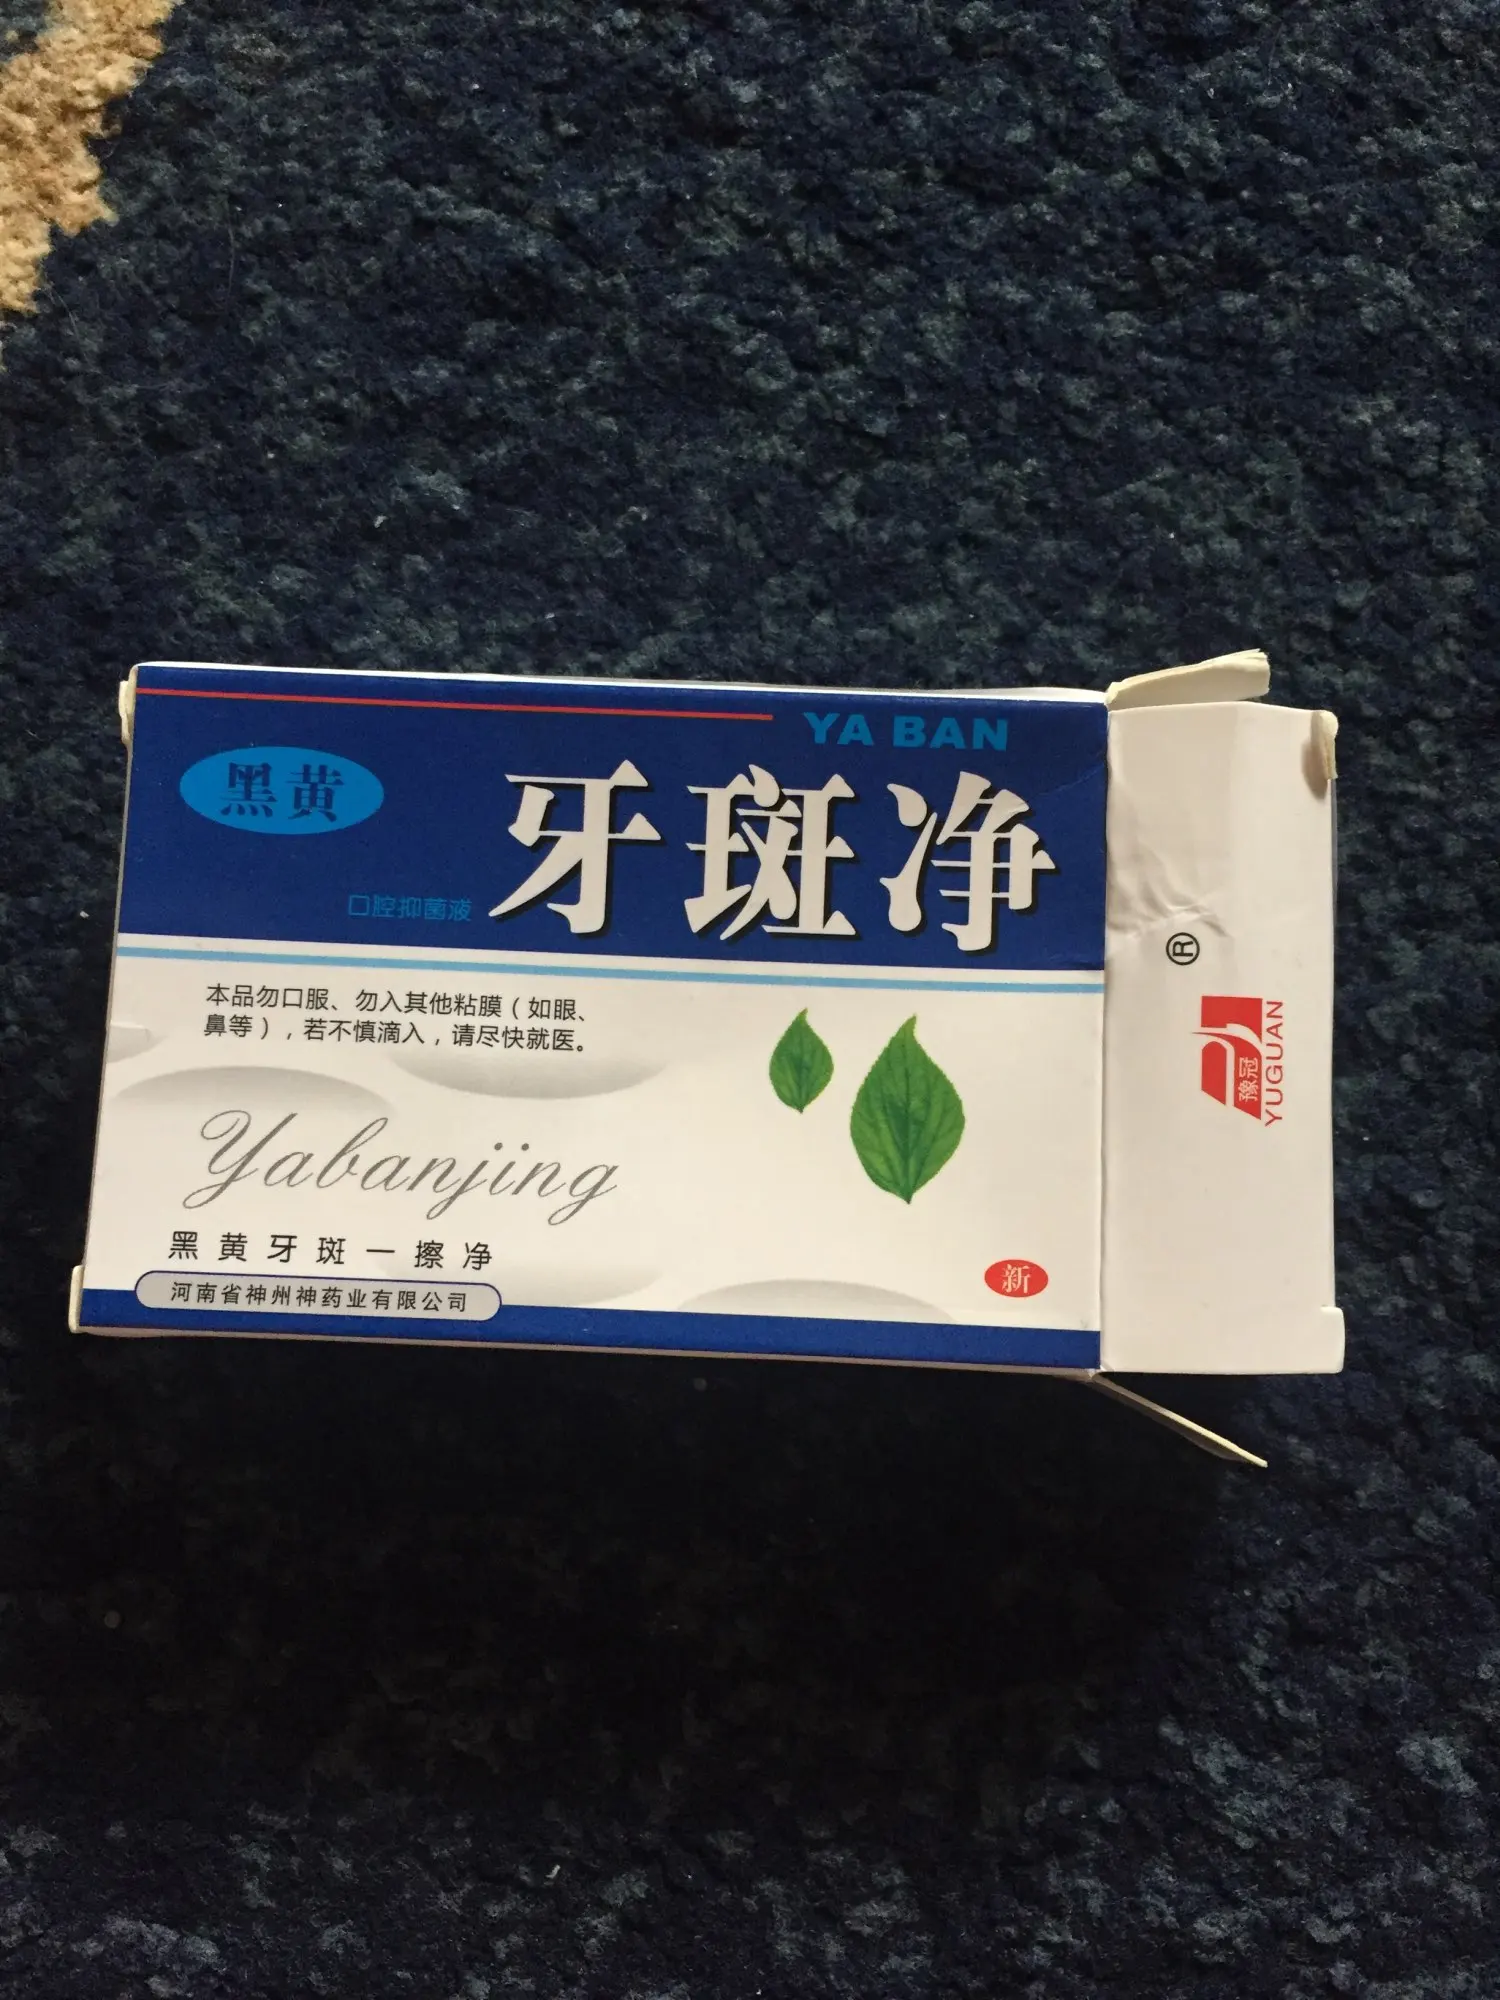 YA BAN
黑黄
牙斑净
口腔抑菌液
本品勿口服、勿入其他粘膜（如眼、
鼻等），若不慎滴入，请尽快就医。
Yabanjing
黑黄牙斑一擦净
河南省神州神药业有限公司
新
®
豫冠
YUGUAN